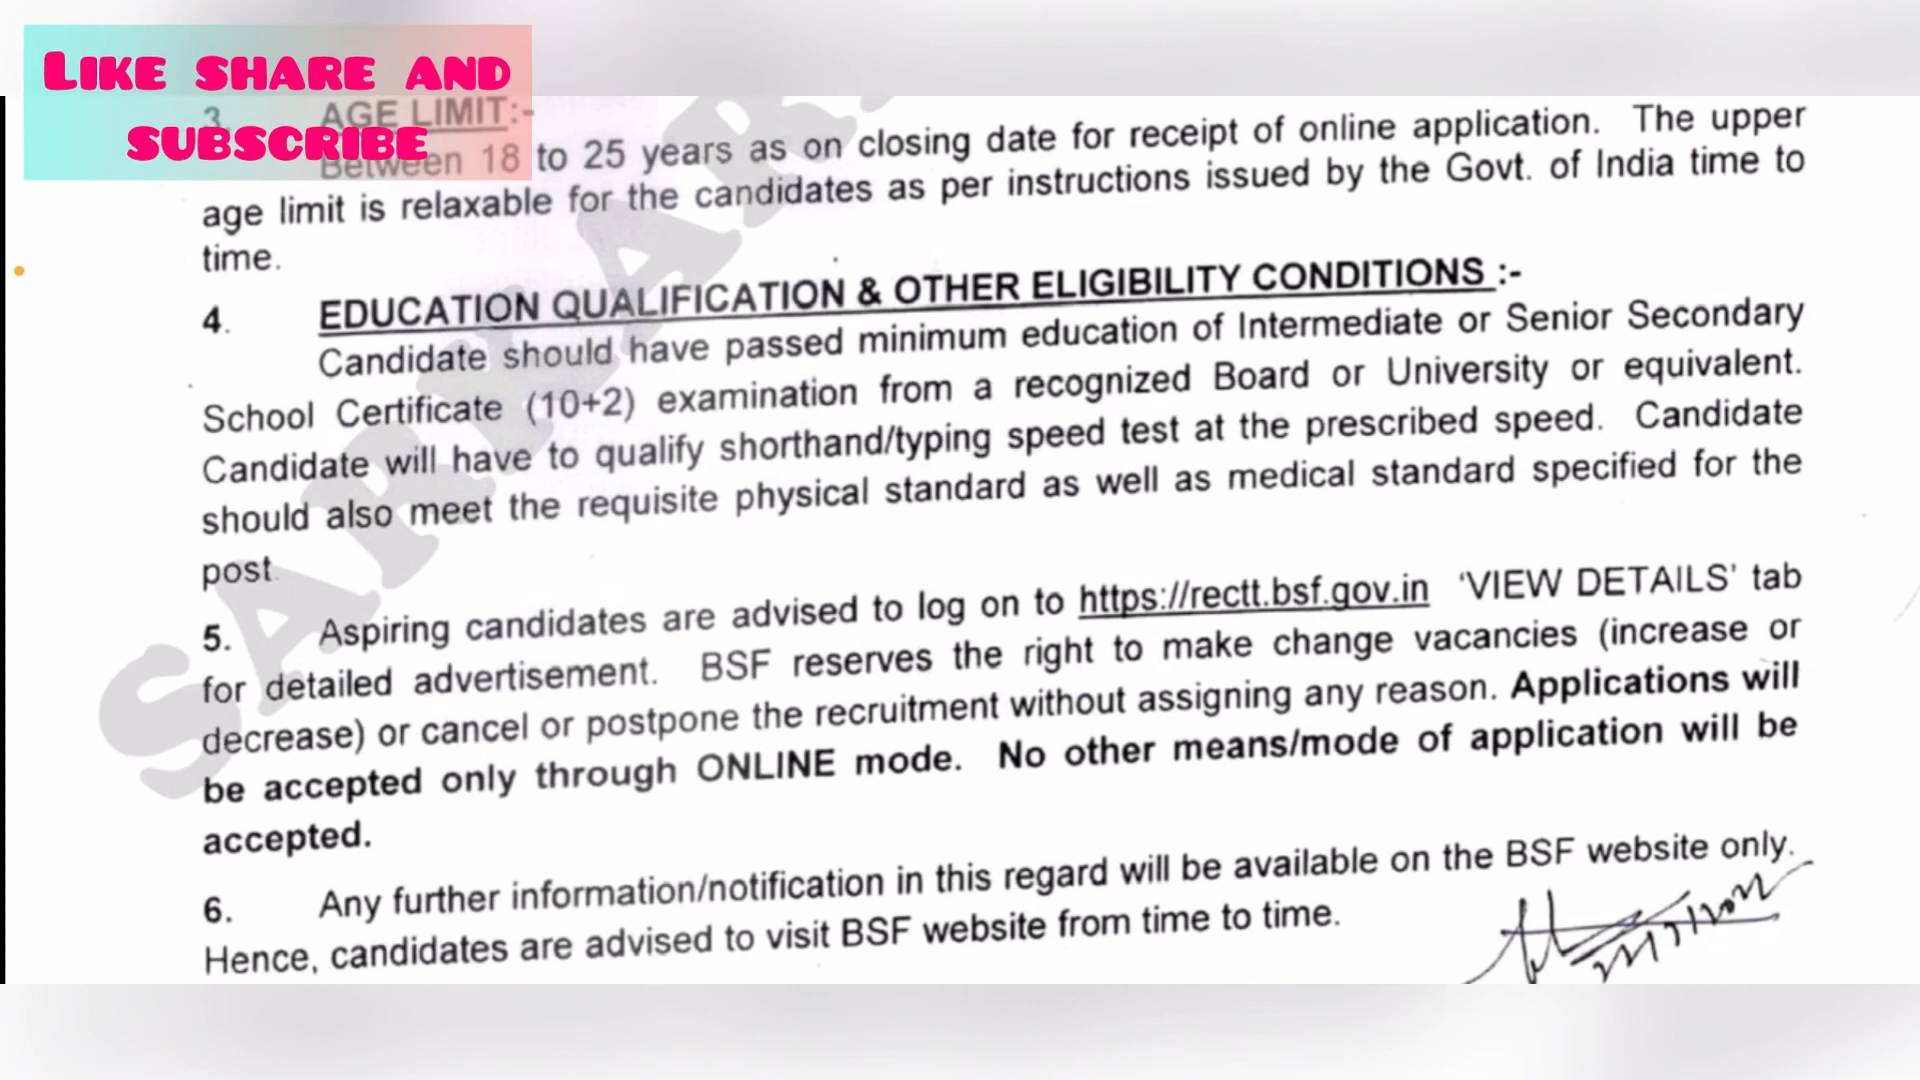 LIKE SHARE AND
SUBSCRIBE
3. AGE LIMIT:-
Between 18 to 25 years as on closing date for receipt of online application. The upper
age limit is relaxable for the candidates as per instructions issued by the Govt. of India time to
time.
4. EDUCATION QUALIFICATION & OTHER ELIGIBILITY CONDITIONS :-
Candidate should have passed minimum education of Intermediate or Senior Secondary
School Certificate (10+2) examination from a recognized Board or University or equivalent.
Candidate will have to qualify shorthand/typing speed test at the prescribed speed. Candidate
should also meet the requisite physical standard as well as medical standard specified for the
post.
5. Aspiring candidates are advised to log on to https://rectt.bsf.gov.in 'VIEW DETAILS' tab
for detailed advertisement. BSF reserves the right to make change vacancies (increase or
decrease) or cancel or postpone the recruitment without assigning any reason. Applications will
be accepted only through ONLINE mode. No other means/mode of application will be
accepted.
6. Any further information/notification in this regard will be available on the BSF website only.
Hence, candidates are advised to visit BSF website from time to time.